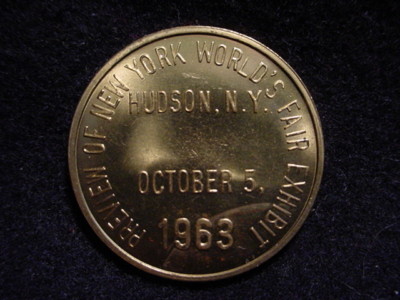 PREVIEW OF NEW YORK WORLD'S FAIR EXHIBIT
HUDSON, N.Y.
OCTOBER 5,
1963